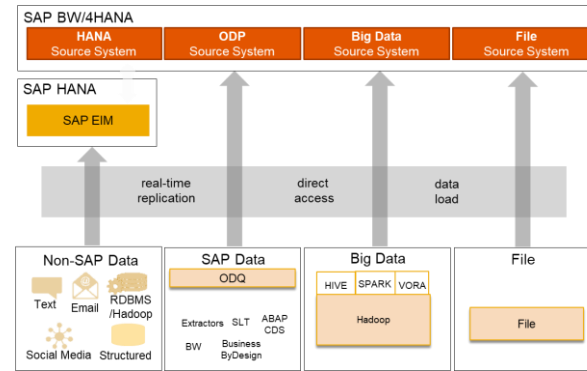 SAP BW/4HANA
HANA
Source System
ODP
Source System
Big Data
Source System
File
Source System
SAP HANA
SAP EIM
real-time
replication
direct
access
data
load
Non-SAP Data
Text
Email
RDBMS
/Hadoop
Social Media
Structured
SAP Data
ODQ
Extractors
SLT
ABAP
CDS
BW
Business
ByDesign
Big Data
HIVE
SPARK
VORA
Hadoop
File
File